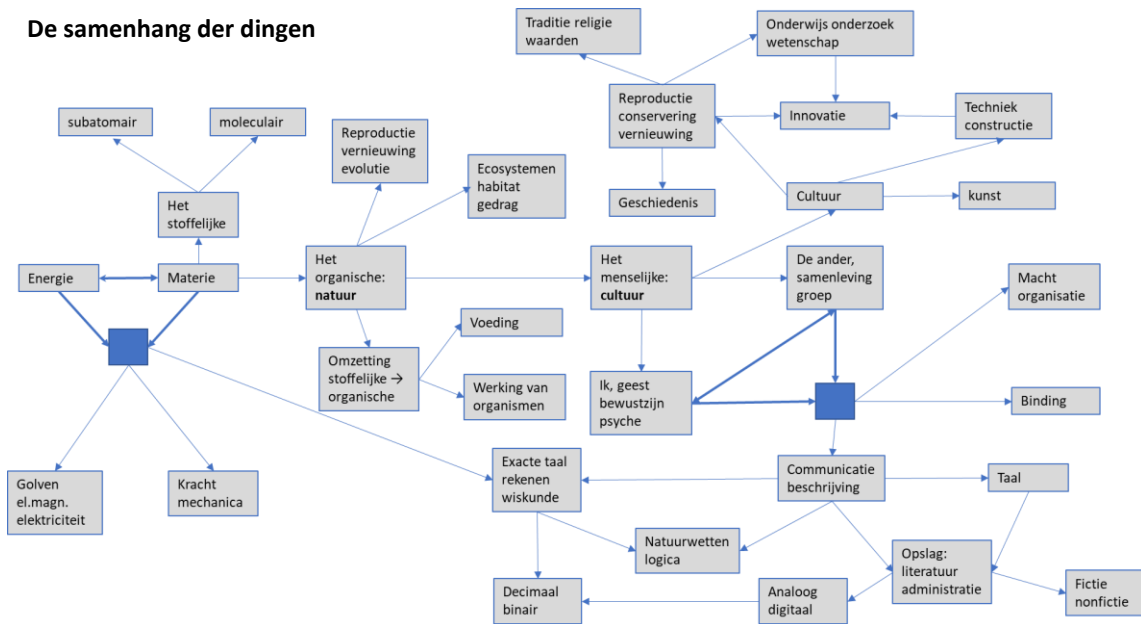 De samenhang der dingen
Traditie religie
waarden
Onderwijs onderzoek
wetenschap
subatomair
moleculair
Reproductie
vernieuwing
evolutie
Reproductie
conservering
vernieuwing
Innovatie
Techniek
constructie
Ecosystemen
habitat
gedrag
Het
stoffelijke
Geschiedenis
Cultuur
kunst
Energie
Materie
Het
organische:
natuur
Het
menselijke:
cultuur
De ander,
samenleving
groep
Macht
organisatie
Voeding
Omzetting
stoffelijke →
organische
Werking van
organismen
Ik, geest
bewustzijn
psyche
Binding
Golven
el.magn.
elektriciteit
Kracht
mechanica
Exacte taal
rekenen
wiskunde
Communicatie
beschrijving
Taal
Natuurwetten
logica
Opslag:
literatuur
administratie
Decimaal
binair
Analoog
digitaal
Fictie
nonfictie